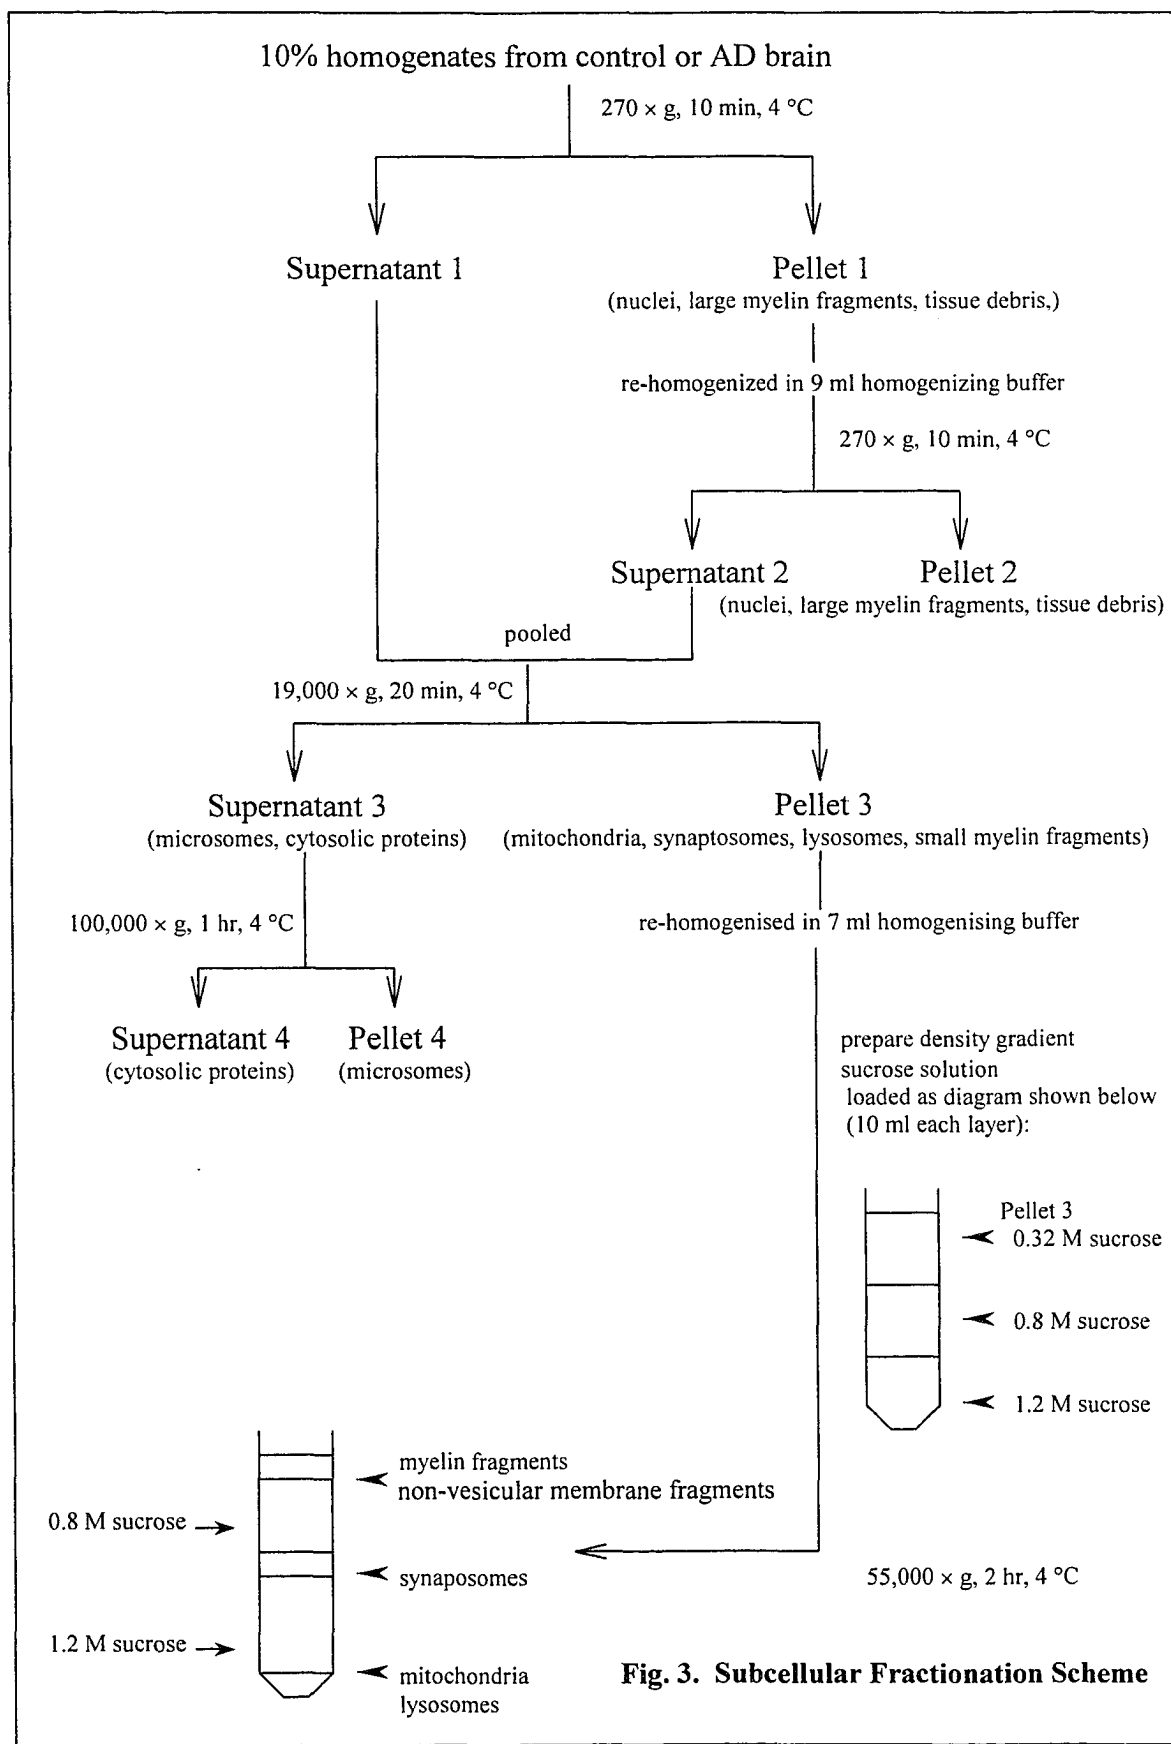 10% homogenates from control or AD brain
270 × g, 10 min, 4 °C
Supernatant 1
Pellet 1
(nuclei, large myelin fragments, tissue debris,)
re-homogenized in 9 ml homogenizing buffer
270 × g, 10 min, 4 °C
Supernatant 2
Pellet 2
(nuclei, large myelin fragments, tissue debris)
pooled
19,000 × g, 20 min, 4 °C
Supernatant 3
(microsomes, cytosolic proteins)
Pellet 3
(mitochondria, synaptosomes, lysosomes, small myelin fragments)
100,000 × g, 1 hr, 4 °C
re-homogenised in 7 ml homogenising buffer
Supernatant 4
(cytosolic proteins)
Pellet 4
(microsomes)
prepare density gradient
sucrose solution
loaded as diagram shown below
(10 ml each layer):
Pellet 3
0.32 M sucrose
0.8 M sucrose
1.2 M sucrose
myelin fragments
non-vesicular membrane fragments
0.8 M sucrose
synaposomes
55,000 × g, 2 hr, 4 °C
1.2 M sucrose
mitochondria
lysosomes
Fig. 3. Subcellular Fractionation Scheme